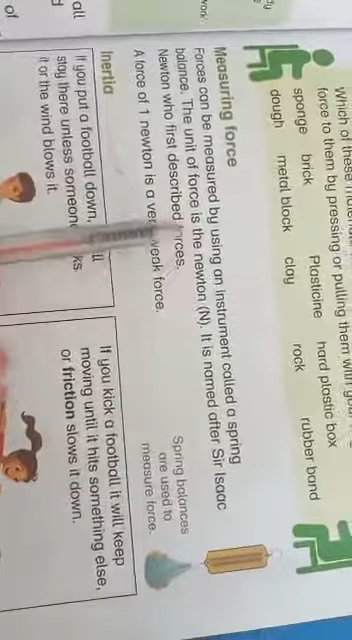 Which of these
force to them by pressing or pulling them with
sponge brick Plasticine hard plastic box
dough metal block clay rock rubber band
Measuring force
Forces can be measured by using an instrument called a spring
balance. The unit of force is the newton (N). It is named after Sir Isaac
Newton who first described forces.
A force of 1 newton is a very weak force.
Spring balances
are used to
measure force.
Inertia
If you put a football down,
stay there unless someone
it or the wind blows it.
If you kick a football it will keep
moving until it hits something else,
or friction slows it down.
all
of